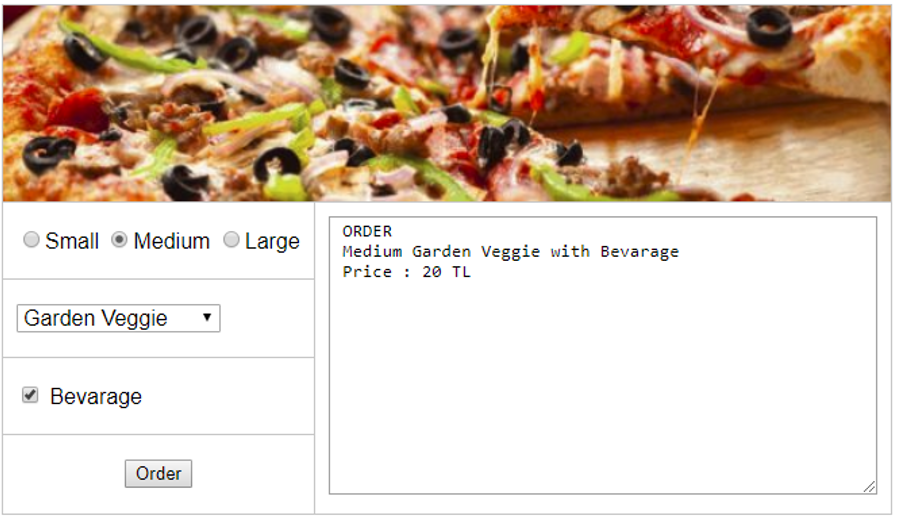 Small Medium Large
Garden Veggie
Bevarage
Order
ORDER
Medium Garden Veggie with Bevarage
Price : 20 TL